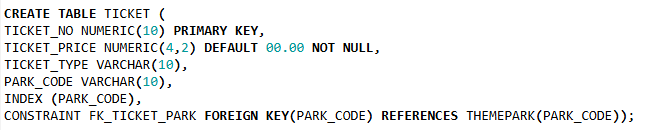 CREATE TABLE TICKET (
TICKET_NO NUMERIC(10) PRIMARY KEY,
TICKET_PRICE NUMERIC(4,2) DEFAULT 00.00 NOT NULL,
TICKET_TYPE VARCHAR(10),
PARK_CODE VARCHAR(10),
INDEX (PARK_CODE),
CONSTRAINT FK_TICKET_PARK FOREIGN KEY(PARK_CODE) REFERENCES THEMEPARK(PARK_CODE));